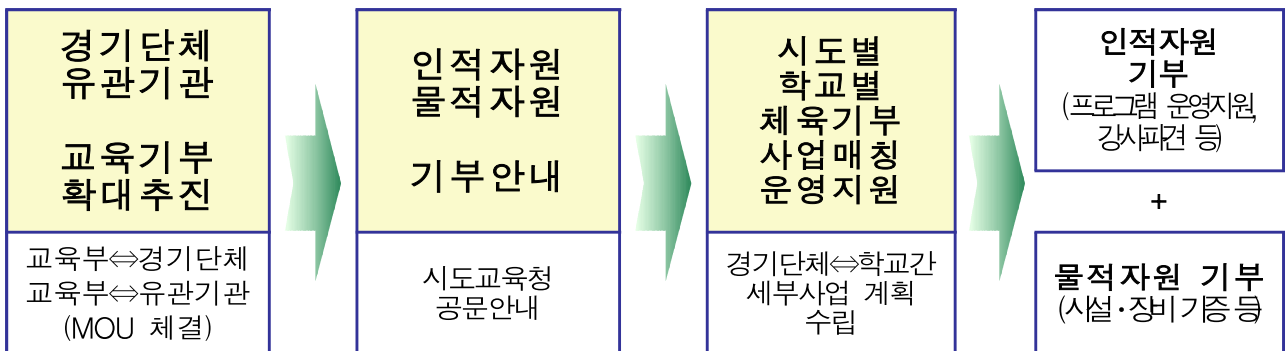 경기단체
유관기관
교육기부
확대추진
교육부⇔경기단체
교육부⇔유관기관
(MOU 체결)
인적자원
물적자원
기부안내
시도교육청
공문안내
시도별
학교별
체육기부
사업매칭
운영지원
경기단체⇔학교간
세부사업 계획
수립
인적자원
기부
(프로그램 운영지원,
강사파견 등)
+
물적자원 기부
(시설·장비 기증 등)